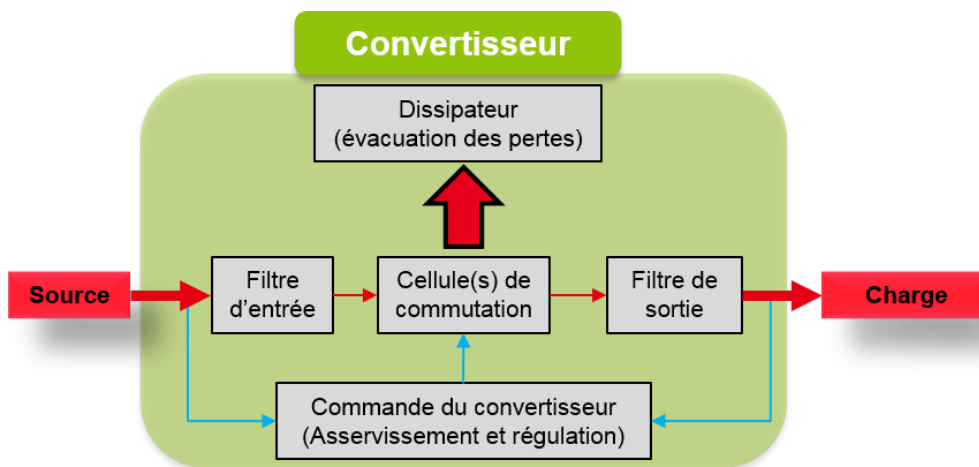 Convertisseur
Dissipateur
(évacuation des pertes)
Source
Filtre
d'entrée
Cellule(s) de
commutation
Filtre de
sortie
Charge
Commande du convertisseur
(Asservissement et régulation)